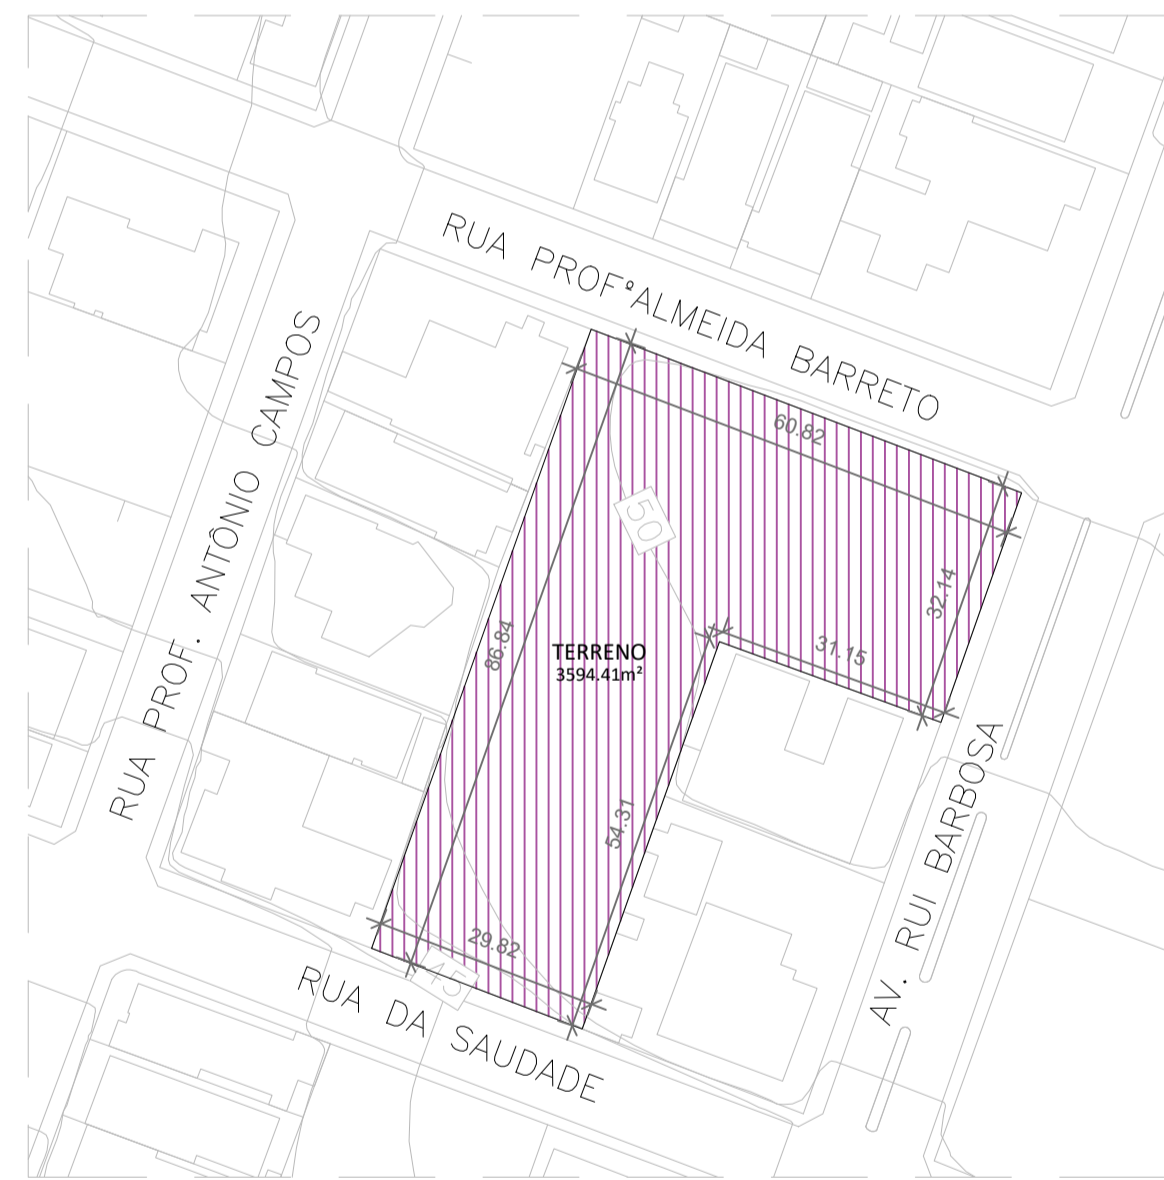 RUA PROFª ALMEIDA BARRETO
60.82
RUA PROF. ANTÔNIO CAMPOS
50
32.14
31.15
86.84
TERRENO
3594.41m²
54.31
AV. RUI BARBOSA
29.82
45
RUA DA SAUDADE